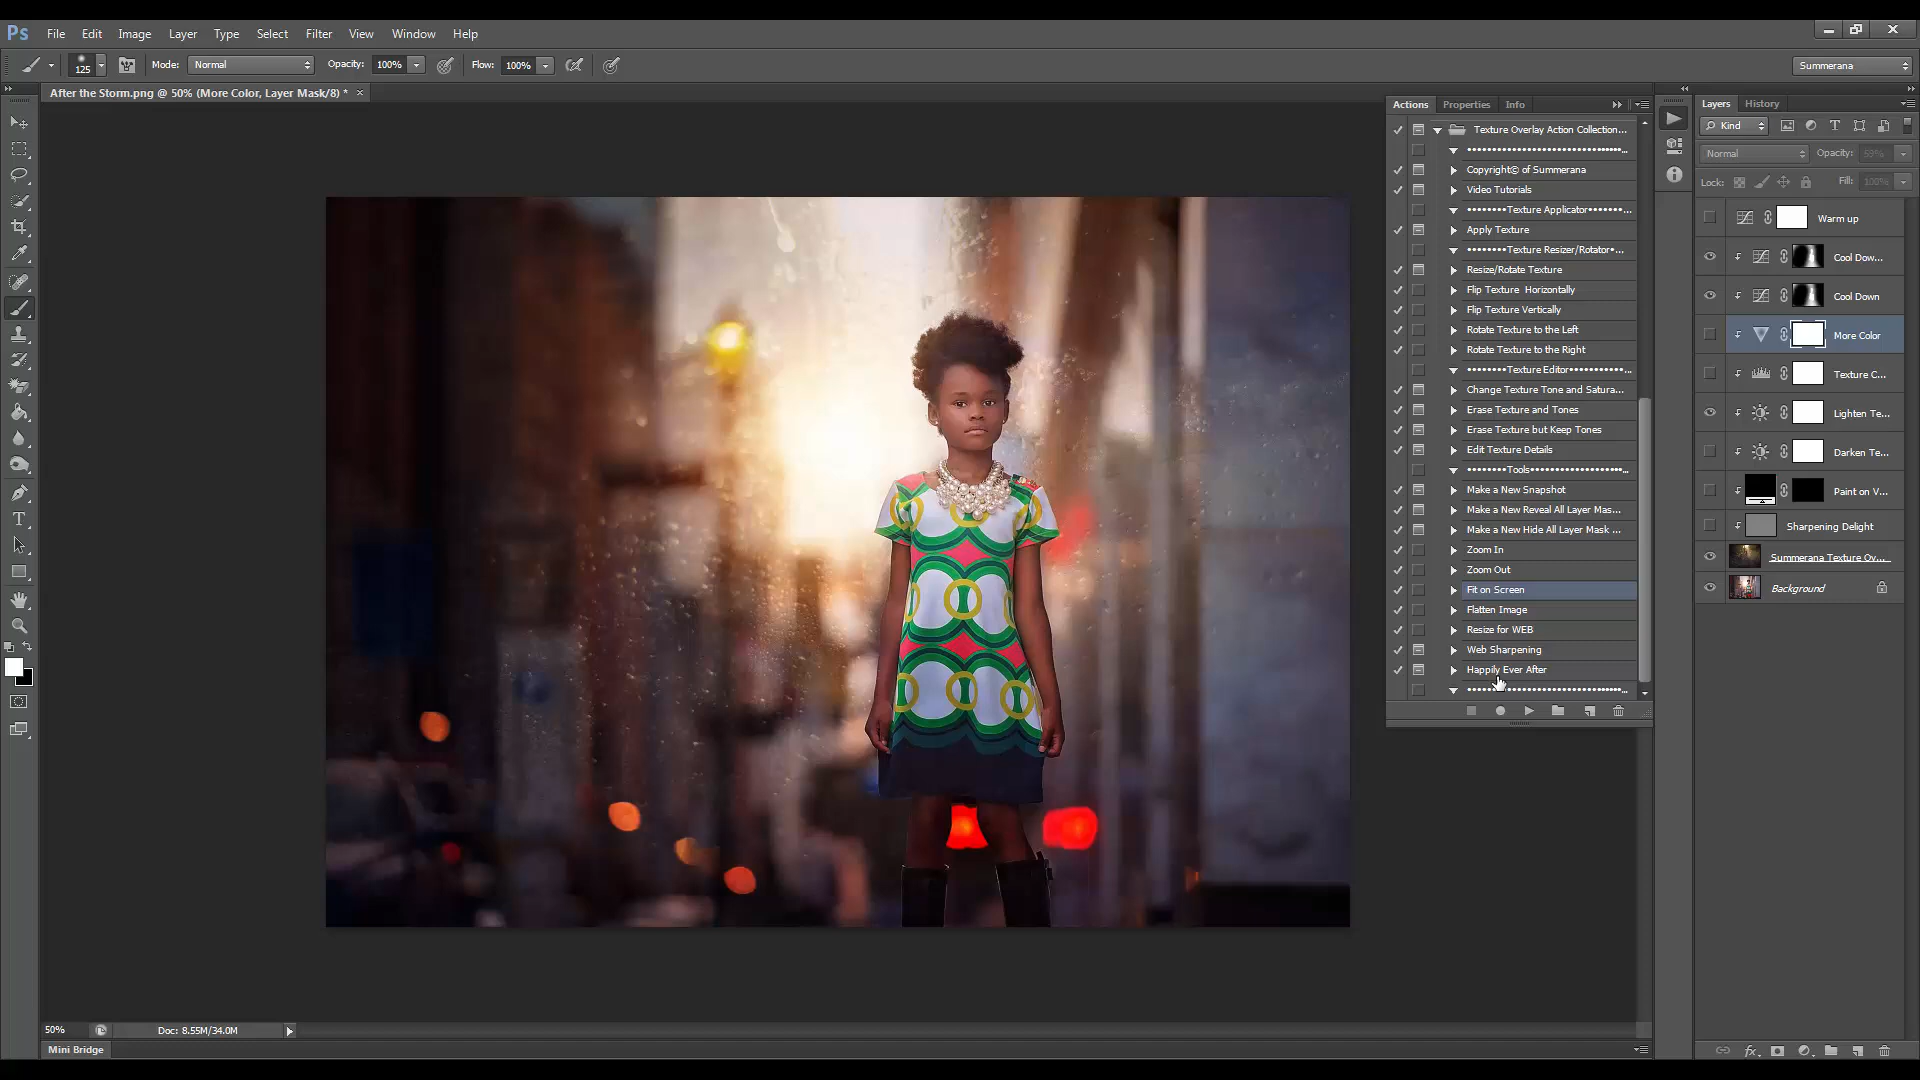 Ps File Edit Image Layer Type Select Filter View Window Help
125 Mode: Normal Opacity: 100% Flow: 100% Summerana
After the Storm.png @ 50% (More Color, Layer Mask/8) * ×
Actions Properties Info
Texture Overlay Action Collection...
Copyright© of Summerana
Video Tutorials
••••••••Texture Applicator•••••••...
Apply Texture
••••••••Texture Resizer/Rotator•...
Resize/Rotate Texture
Flip Texture Horizontally
Flip Texture Vertically
Rotate Texture to the Left
Rotate Texture to the Right
••••••••Texture Editor••••••••••••...
Change Texture Tone and Satura...
Erase Texture and Tones
Erase Texture but Keep Tones
Edit Texture Details
••••••••Tools•••••••••••••••••••••...
Make a New Snapshot
Make a New Reveal All Layer Mas...
Make a New Hide All Layer Mask ...
Zoom In
Zoom Out
Fit on Screen
Flatten Image
Resize for WEB
Web Sharpening
Happily Ever After
Layers History
Kind
Normal Opacity: 59%
Lock: Fill: 100%
Warm up
Cool Dow...
Cool Down
More Color
Texture C...
Lighten Te...
Darken Te...
Paint on V...
Sharpening Delight
Summerana Texture Ov...
Background
50% Doc: 8.55M/34.0M
Mini Bridge